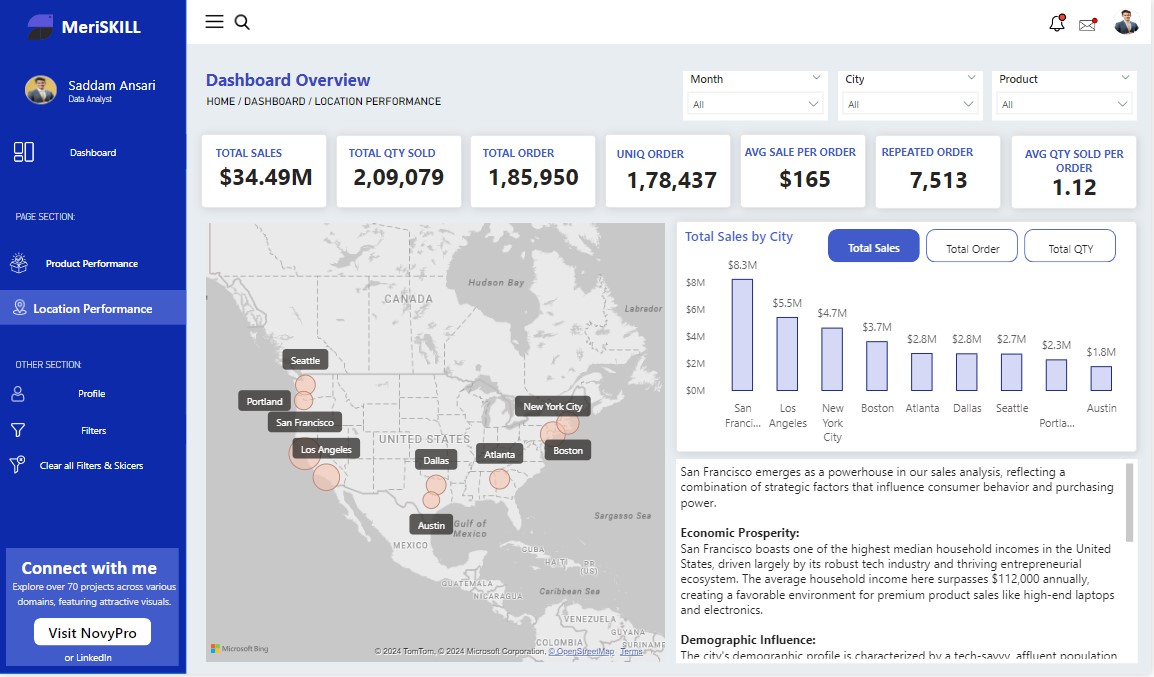 MeriSKILL
Saddam Ansari
Data Analyst
Dashboard
PAGE SECTION:
Product Performance
Location Performance
OTHER SECTION:
Profile
Filters
Clear all Filters & Skicers
Connect with me
Explore over 70 projects across various
domains, featuring attractive visuals.
Visit NovyPro
or LinkedIn
Dashboard Overview
HOME / DASHBOARD / LOCATION PERFORMANCE
Month
All
City
All
Product
All
TOTAL SALES
$34.49M
TOTAL QTY SOLD
2,09,079
TOTAL ORDER
1,85,950
UNIQ ORDER
1,78,437
AVG SALE PER ORDER
$165
REPEATED ORDER
7,513
AVG QTY SOLD PER
ORDER
1.12
Hudson Bay
CANADA
Labrador
Seattle
Portland
San Francisco
New York City
UNITED STATES
Los Angeles
Boston
Atlanta
Dallas
Austin
Gulf of
Mexico
Sargasso Sea
MEXICO
CUBA
HAITI
PR
(US)
GUATEMALA
Caribbean Sea
NICARAGUA
VENEZUELA
GUYANA
COLOMBIA
SURINAME
Microsoft Bing
© 2024 TomTom, © 2024 Microsoft Corporation, © OpenStreetMap Terms
Total Sales by City
Total Sales
Total Order
Total QTY
$8M
$6M
$4M
$2M
$0M
$8.3M
$5.5M
$4.7M
$3.7M
$2.8M
$2.8M
$2.7M
$2.3M
$1.8M
San
Franci...
Los
Angeles
New
York
City
Boston
Atlanta
Dallas
Seattle
Portla...
Austin
San Francisco emerges as a powerhouse in our sales analysis, reflecting a
combination of strategic factors that influence consumer behavior and purchasing
power.
Economic Prosperity:
San Francisco boasts one of the highest median household incomes in the United
States, driven largely by its robust tech industry and thriving entrepreneurial
ecosystem. The average household income here surpasses $112,000 annually,
creating a favorable environment for premium product sales like high-end laptops
and electronics.
Demographic Influence:
The city's demographic profile is characterized by a tech-savvy, affluent population